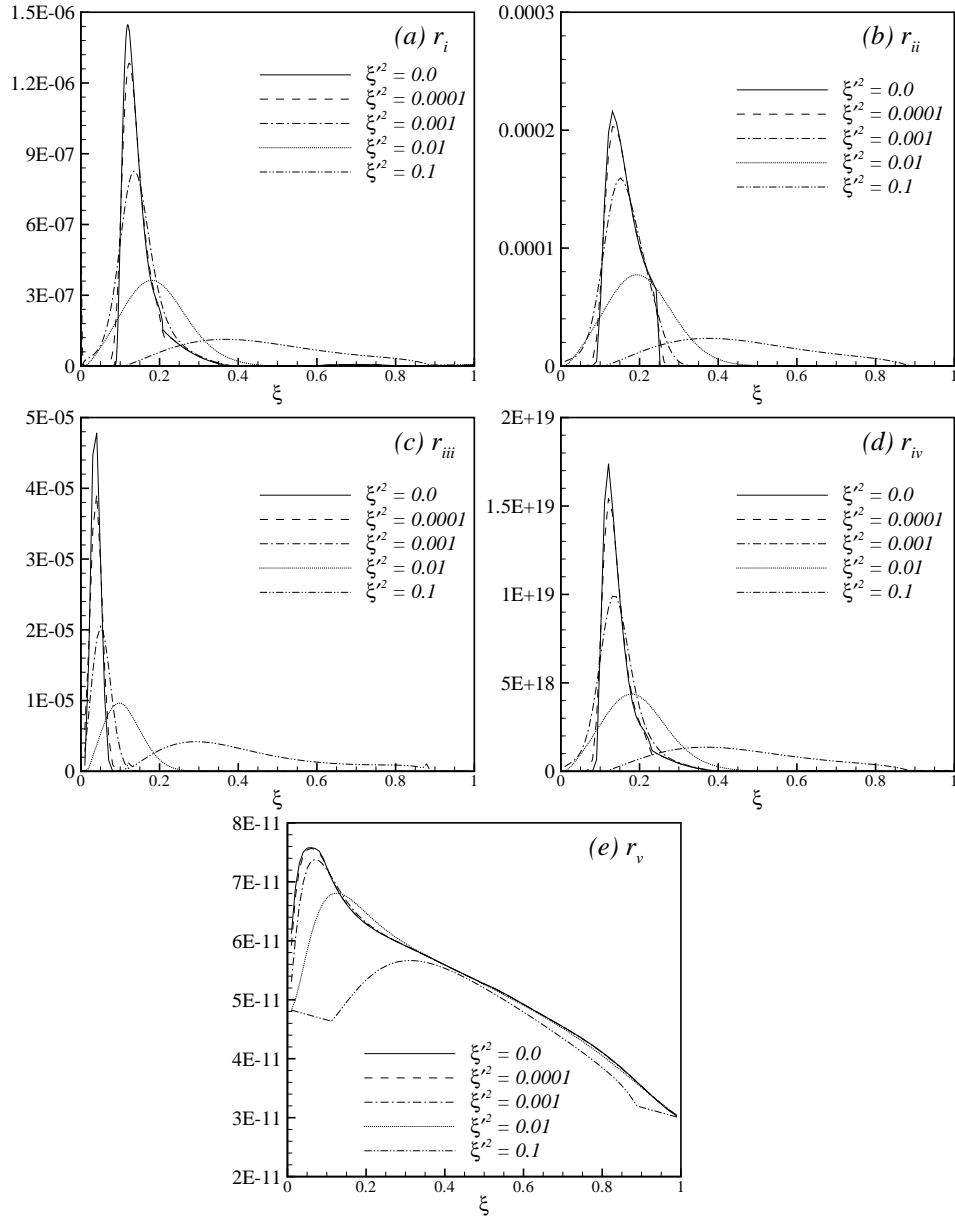 (a) r_i
1.5E-06
1.2E-06
9E-07
6E-07
3E-07
0
ξ'² = 0.0
ξ'² = 0.0001
ξ'² = 0.001
ξ'² = 0.01
ξ'² = 0.1
0 0.2 0.4 0.6 0.8 1
ξ
(b) r_ii
0.0003
0.0002
0.0001
0
ξ'² = 0.0
ξ'² = 0.0001
ξ'² = 0.001
ξ'² = 0.01
ξ'² = 0.1
0 0.2 0.4 0.6 0.8 1
ξ
(c) r_iii
5E-05
4E-05
3E-05
2E-05
1E-05
0
ξ'² = 0.0
ξ'² = 0.0001
ξ'² = 0.001
ξ'² = 0.01
ξ'² = 0.1
0 0.2 0.4 0.6 0.8 1
ξ
(d) r_iv
2E+19
1.5E+19
1E+19
5E+18
0
ξ'² = 0.0
ξ'² = 0.0001
ξ'² = 0.001
ξ'² = 0.01
ξ'² = 0.1
0 0.2 0.4 0.6 0.8 1
ξ
(e) r_v
8E-11
7E-11
6E-11
5E-11
4E-11
3E-11
2E-11
ξ'² = 0.0
ξ'² = 0.0001
ξ'² = 0.001
ξ'² = 0.01
ξ'² = 0.1
0 0.2 0.4 0.6 0.8 1
ξ